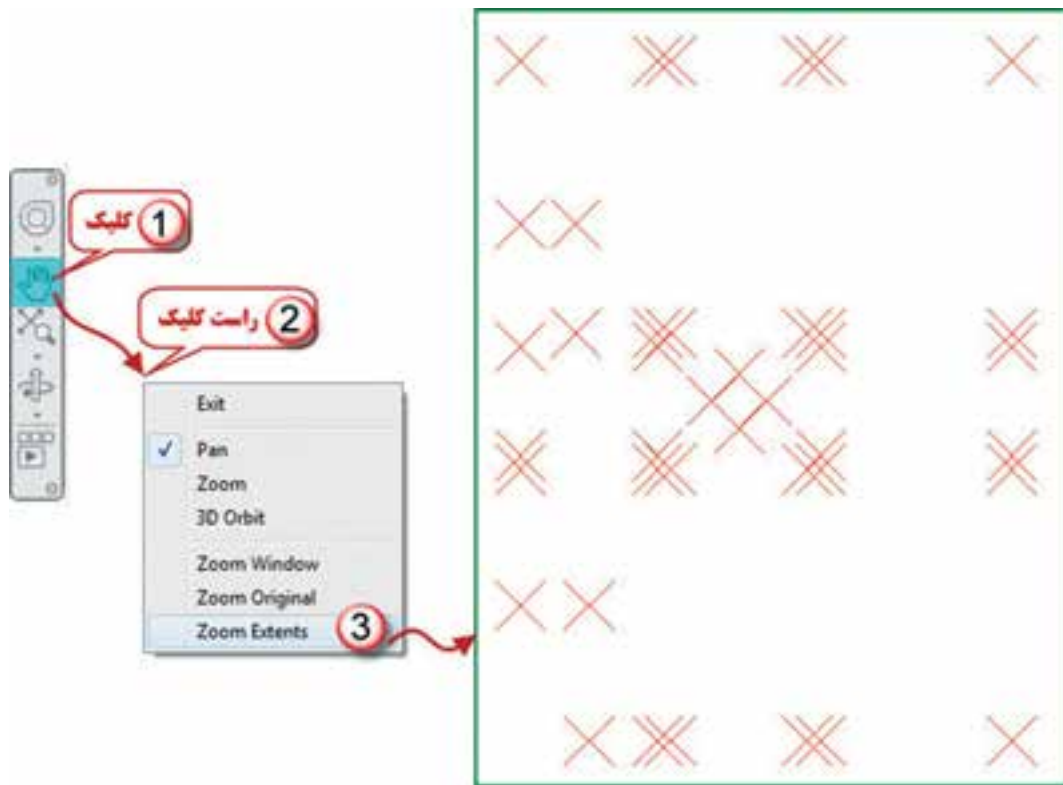 1 کلیک
2 راست کلیک
Exit
Pan
Zoom
3D Orbit
Zoom Window
Zoom Original
Zoom Extents 3